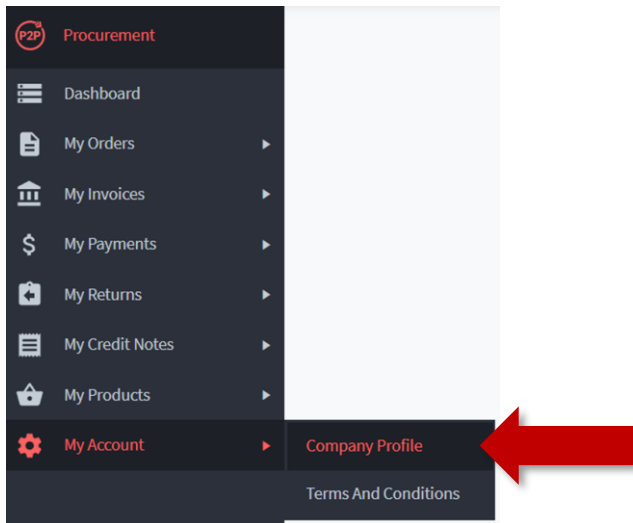 P2P Procurement
Dashboard
My Orders
My Invoices
$ My Payments
My Returns
My Credit Notes
My Products
My Account
Company Profile
Terms And Conditions